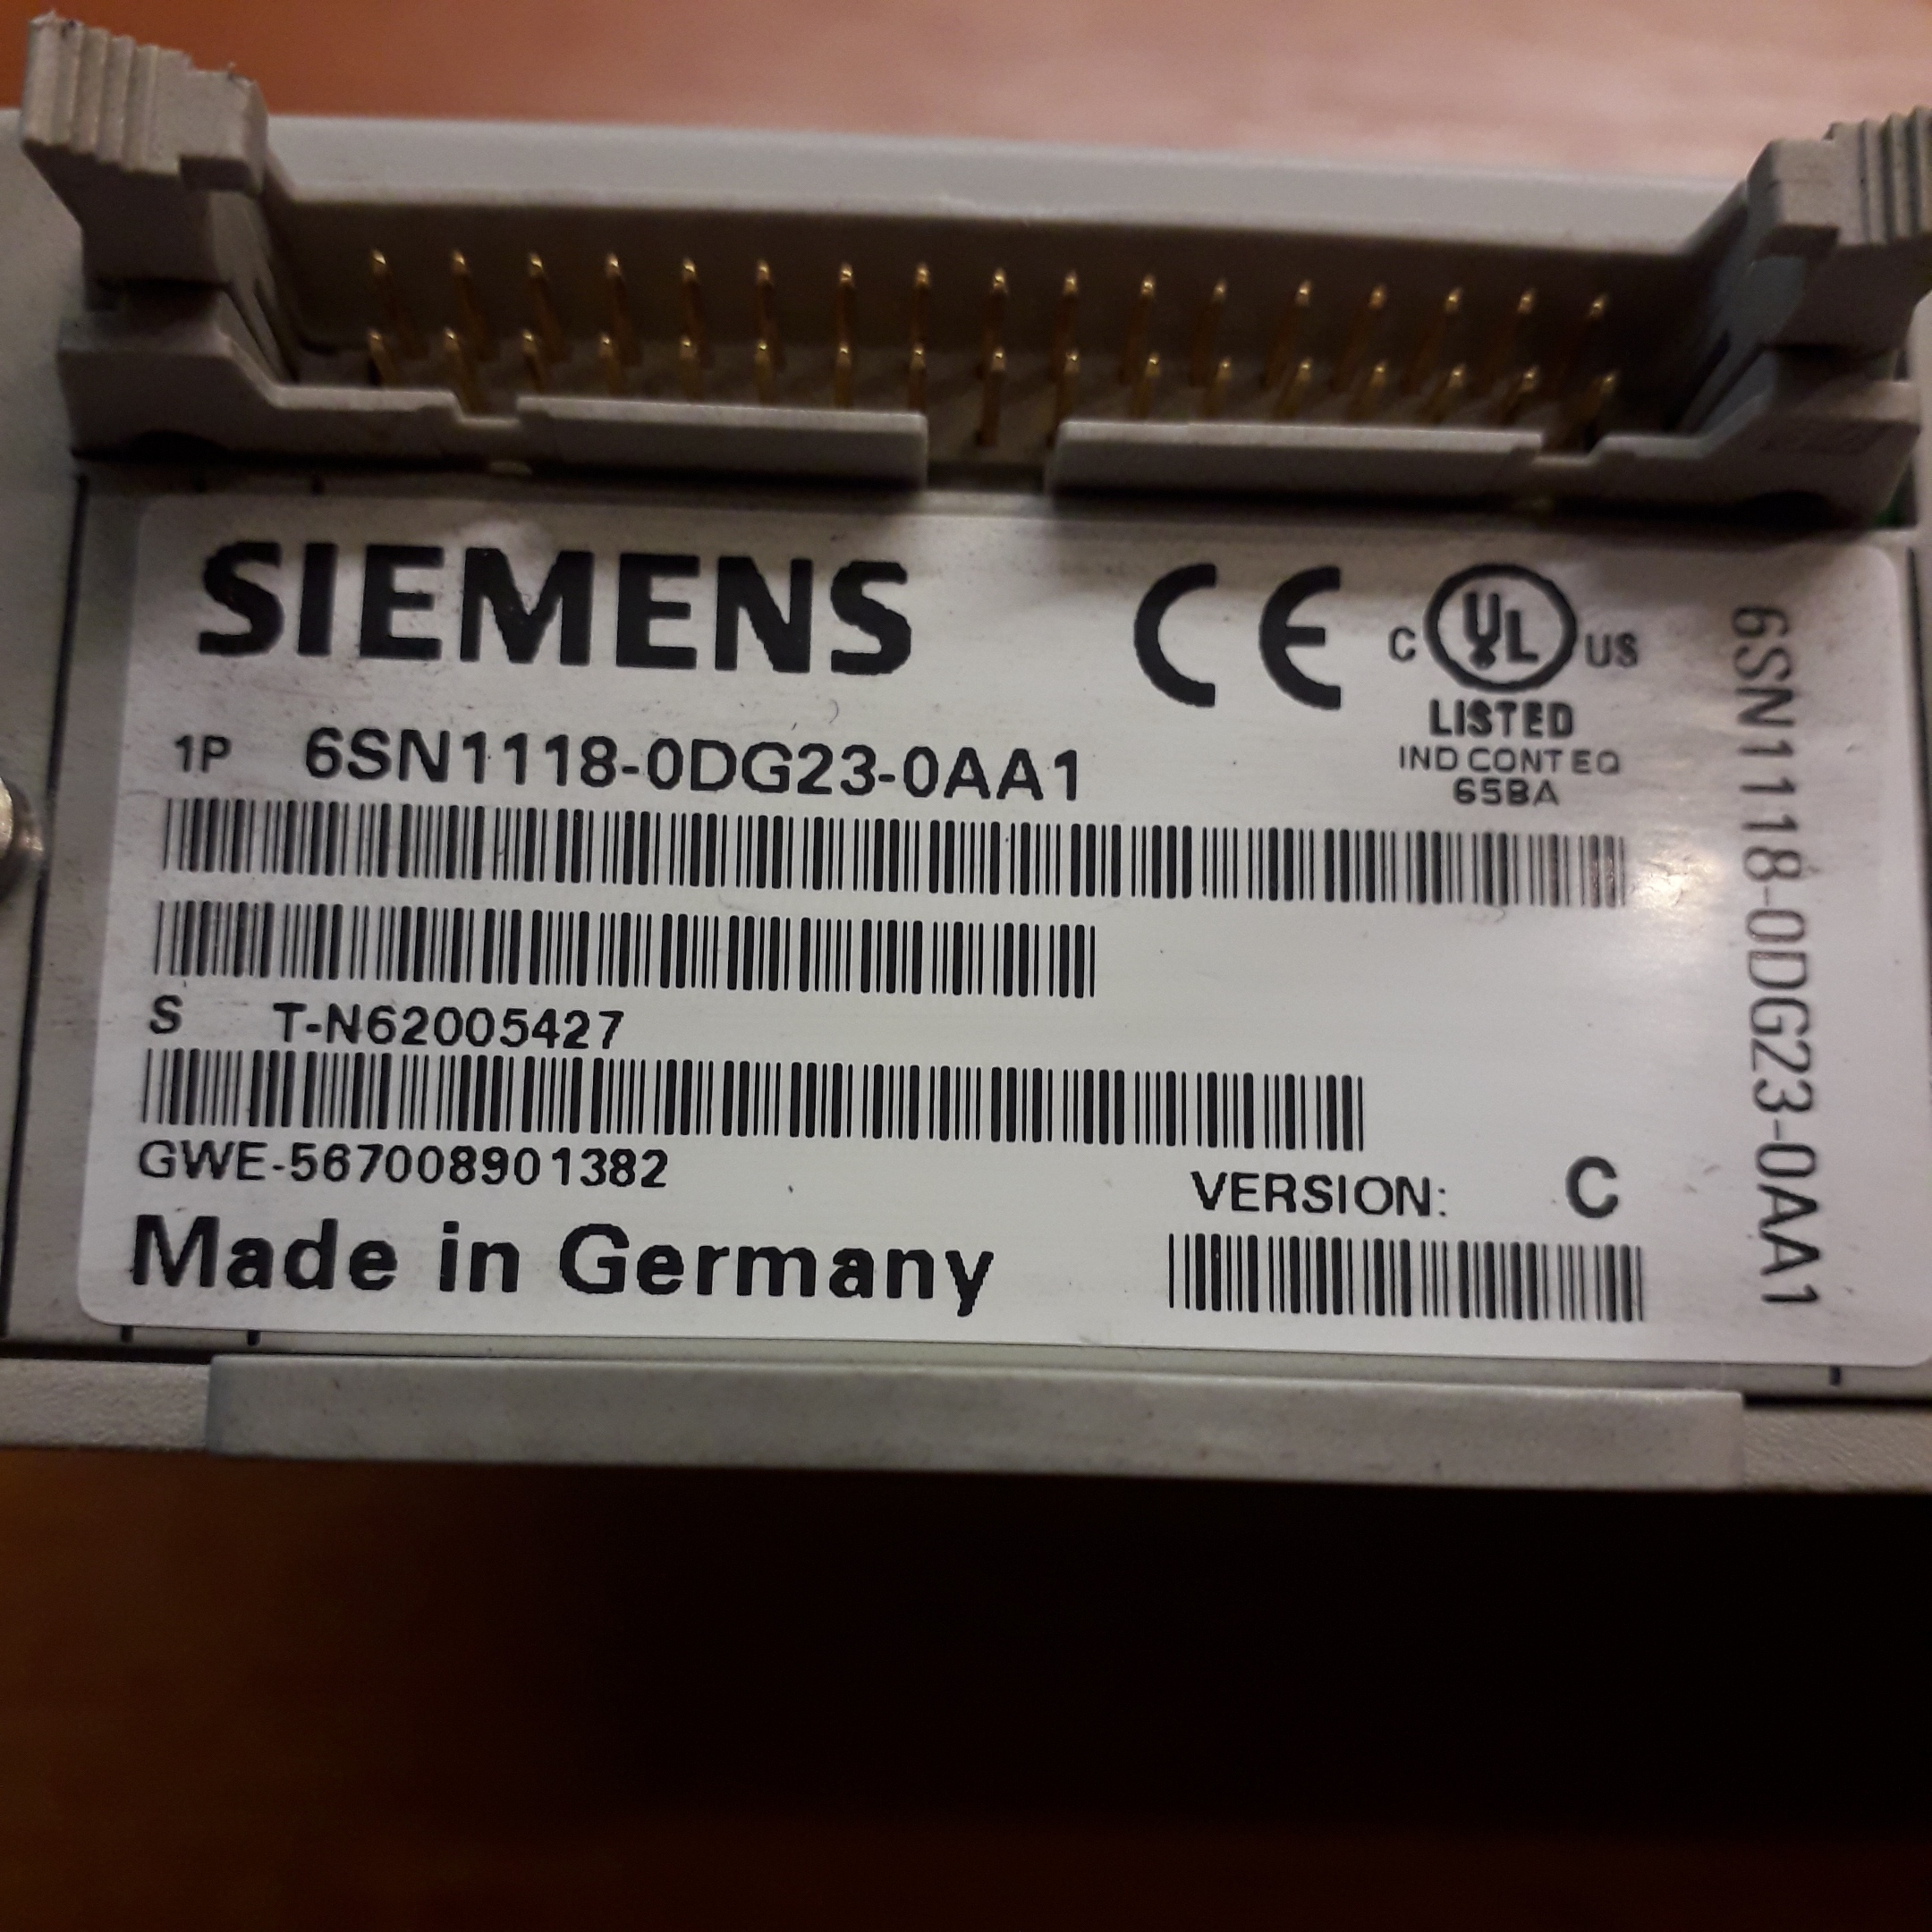 SIEMENS
CE
C UL US
LISTED
IND CONT EQ
65BA
1P 6SN1118-0DG23-0AA1
S T-N62005427
GWE-567008901382
VERSION: C
Made in Germany
6SN1118-0DG23-0AA1